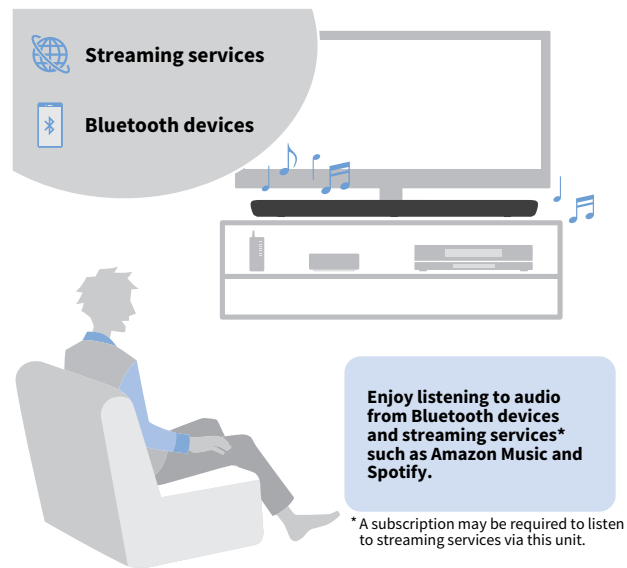 Streaming services
Bluetooth devices
Enjoy listening to audio
from Bluetooth devices
and streaming services*
such as Amazon Music and
Spotify.
* A subscription may be required to listen
to streaming services via this unit.